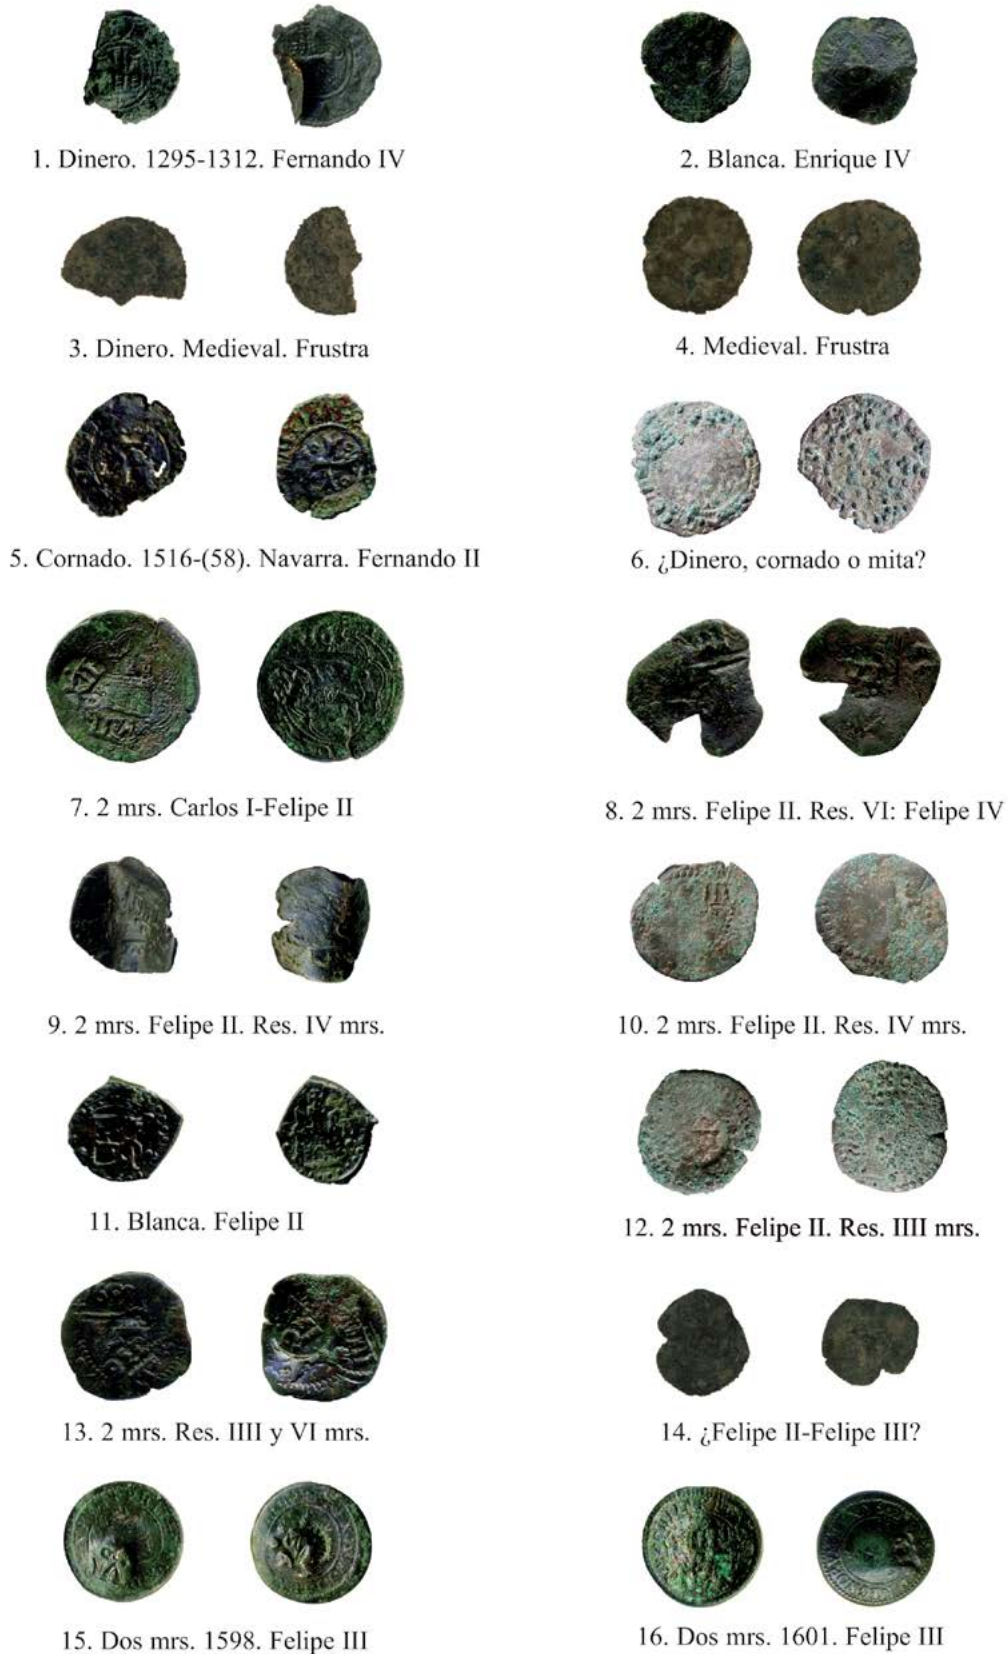 1. Dinero. 1295-1312. Fernando IV
2. Blanca. Enrique IV
3. Dinero. Medieval. Frustra
4. Medieval. Frustra
5. Cornado. 1516-(58). Navarra. Fernando II
6. ¿Dinero, cornado o mita?
7. 2 mrs. Carlos I-Felipe II
8. 2 mrs. Felipe II. Res. VI: Felipe IV
9. 2 mrs. Felipe II. Res. IV mrs.
10. 2 mrs. Felipe II. Res. IV mrs.
11. Blanca. Felipe II
12. 2 mrs. Felipe II. Res. IIII mrs.
13. 2 mrs. Res. IIII y VI mrs.
14. ¿Felipe II-Felipe III?
15. Dos mrs. 1598. Felipe III
16. Dos mrs. 1601. Felipe III